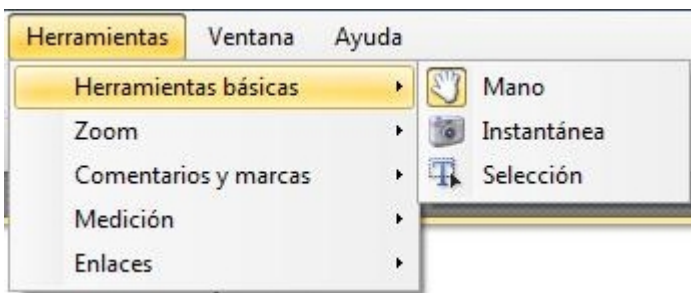 Herramientas Ventana Ayuda
Herramientas básicas
Zoom
Comentarios y marcas
Medición
Enlaces
Mano
Instantánea
Selección